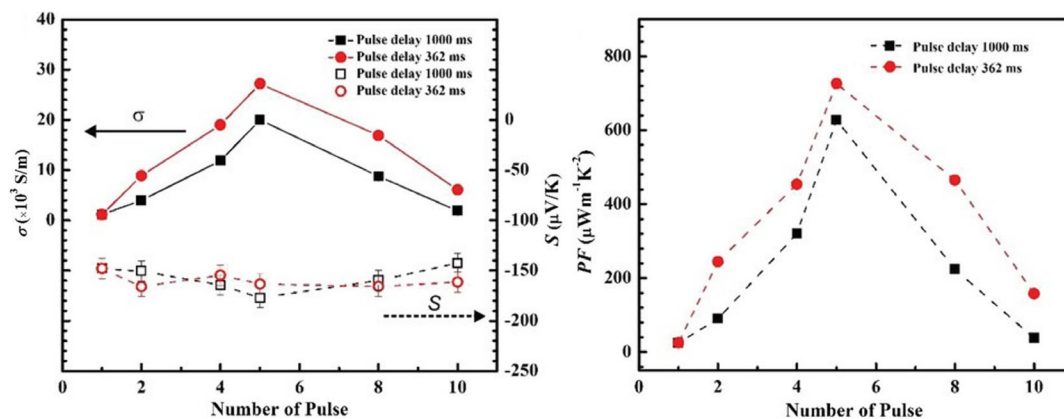 40
30
20
10
0
σ (×10³ S/m)
Pulse delay 1000 ms
Pulse delay 362 ms
Pulse delay 1000 ms
Pulse delay 362 ms
σ
S
0
-50
-100
-150
-200
-250
S (μV/K)
0 2 4 6 8 10
Number of Pulse
800
600
400
200
0
PF (μWm⁻¹K⁻²)
Pulse delay 1000 ms
Pulse delay 362 ms
0 2 4 6 8 10
Number of Pulse